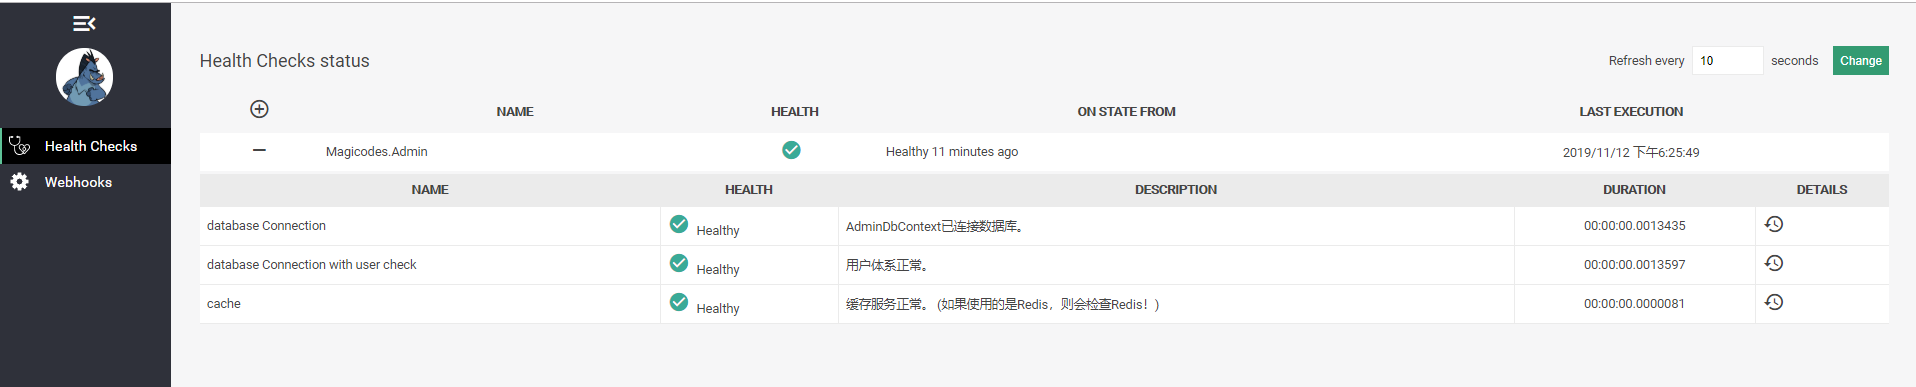 Health Checks
Webhooks
Health Checks status
Refresh every 10 seconds Change
NAME HEALTH ON STATE FROM LAST EXECUTION
Magicodes.Admin Healthy 11 minutes ago 2019/11/12 下午6:25:49
NAME HEALTH DESCRIPTION DURATION DETAILS
database Connection Healthy AdminDbContext已连接数据库。 00:00:00.0013435
database Connection with user check Healthy 用户体系正常。 00:00:00.0013597
cache Healthy 缓存服务正常。 (如果使用的是Redis，则会检查Redis！) 00:00:00.0000081